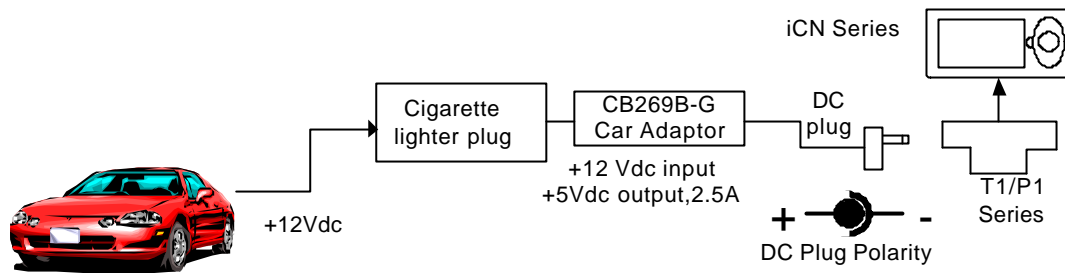 iCN Series
Cigarette
lighter plug
CB269B-G
Car Adaptor
DC
plug
+12 Vdc input
+5Vdc output,2.5A
T1/P1
Series
+12Vdc
+ -
DC Plug Polarity